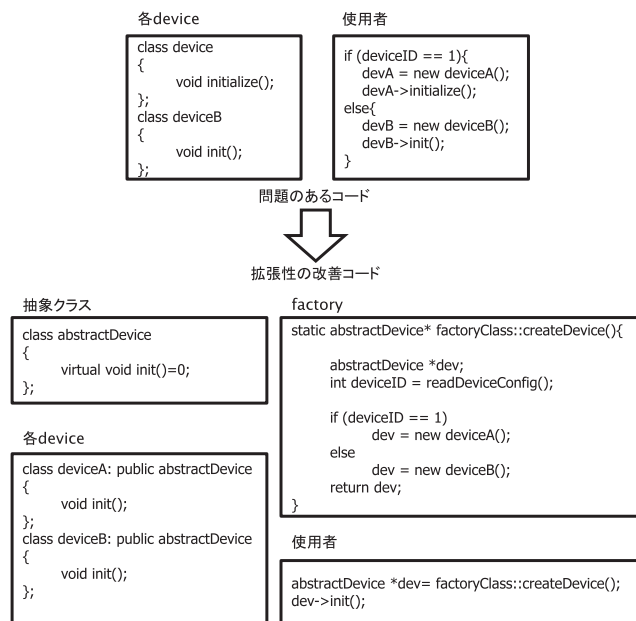 各device
class device
{
void initialize();
};
class deviceB
{
void init();
};
使用者
if (deviceID == 1){
devA = new deviceA();
devA->initialize();
else{
devB = new deviceB();
devB->init();
}
問題のあるコード
拡張性の改善コード
抽象クラス
class abstractDevice
{
virtual void init()=0;
};
各device
class deviceA: public abstractDevice
{
void init();
};
class deviceB: public abstractDevice
{
void init();
};
factory
static abstractDevice* factoryClass::createDevice(){
abstractDevice *dev;
int deviceID = readDeviceConfig();
if (deviceID == 1)
dev = new deviceA();
else
dev = new deviceB();
return dev;
}
使用者
abstractDevice *dev= factoryClass::createDevice();
dev->init();